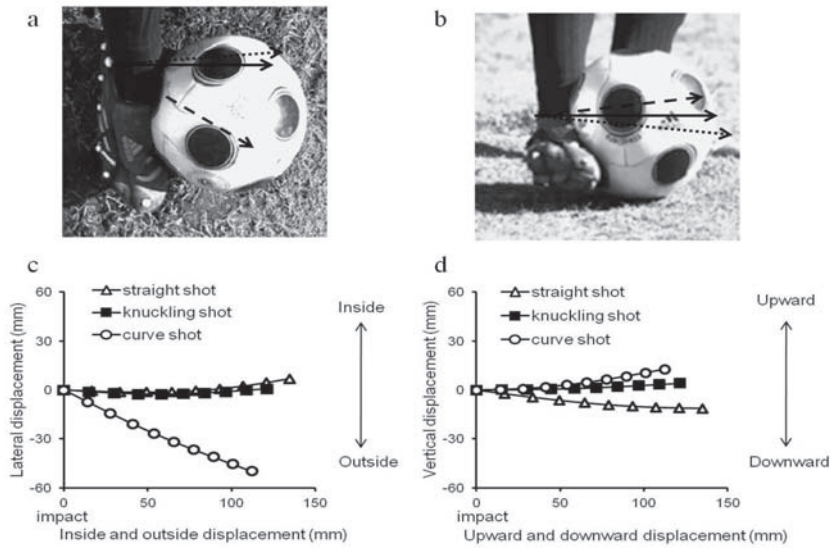 a
b
c
straight shot
knuckling shot
curve shot
60
30
0
-30
-60
Lateral displacement (mm)
Inside
Outside
0
50
100
150
impact
Inside and outside displacement (mm)
d
straight shot
knuckling shot
curve shot
60
30
0
-30
-60
Vertical displacement (mm)
Upward
Downward
0
50
100
150
impact
Upward and downward displacement (mm)